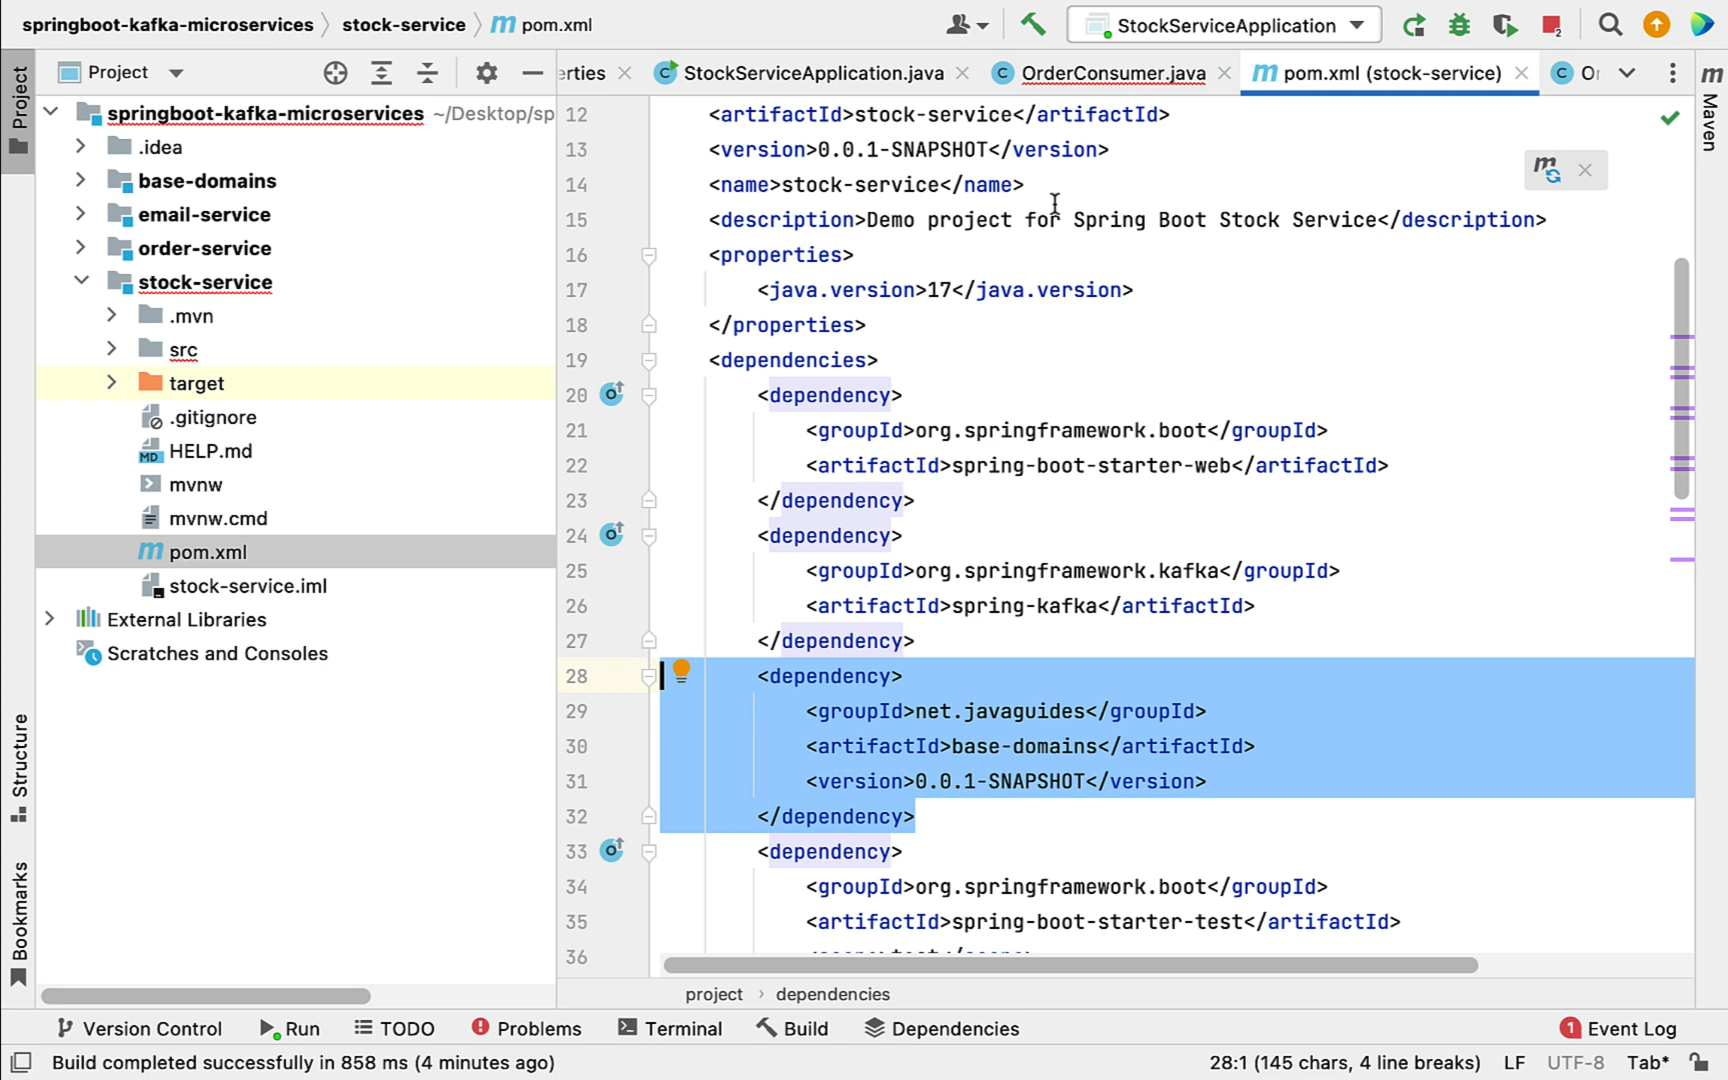 springboot-kafka-microservices stock-service pom.xml StockServiceApplication 2
Project erties StockServiceApplication.java OrderConsumer.java pom.xml (stock-service)
springboot-kafka-microservices ~/Desktop/sp
.idea
base-domains
email-service
order-service
stock-service
.mvn
src
target
.gitignore
HELP.md
mvnw
mvnw.cmd
pom.xml
stock-service.iml
External Libraries
Scratches and Consoles
12 <artifactId>stock-service</artifactId>
13 <version>0.0.1-SNAPSHOT</version>
14 <name>stock-service</name>
15 <description>Demo project for Spring Boot Stock Service</description>
16 <properties>
17 <java.version>17</java.version>
18 </properties>
19 <dependencies>
20 <dependency>
21 <groupId>org.springframework.boot</groupId>
22 <artifactId>spring-boot-starter-web</artifactId>
23 </dependency>
24 <dependency>
25 <groupId>org.springframework.kafka</groupId>
26 <artifactId>spring-kafka</artifactId>
27 </dependency>
28 <dependency>
29 <groupId>net.javaguides</groupId>
30 <artifactId>base-domains</artifactId>
31 <version>0.0.1-SNAPSHOT</version>
32 </dependency>
33 <dependency>
34 <groupId>org.springframework.boot</groupId>
35 <artifactId>spring-boot-starter-test</artifactId>
36
project › dependencies
Project
Structure
Bookmarks
Maven
Version Control Run TODO Problems Terminal Build Dependencies 1 Event Log
Build completed successfully in 858 ms (4 minutes ago) 28:1 (145 chars, 4 line breaks) LF UTF-8 Tab*